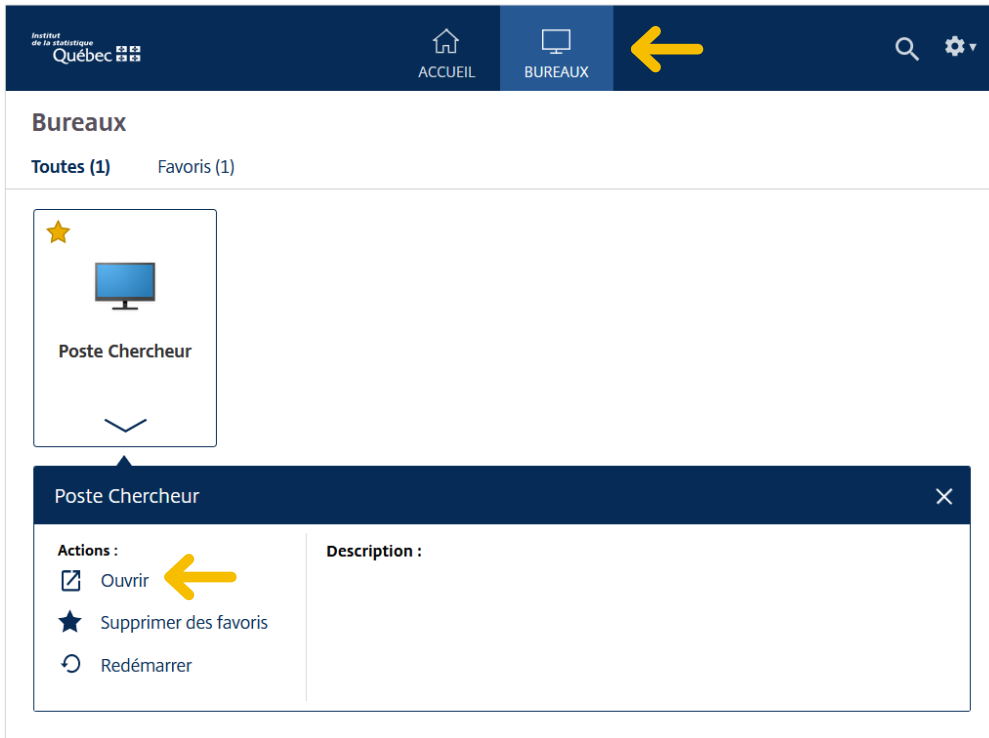 Institut
de la statistique
Québec
ACCUEIL
BUREAUX
Bureaux
Toutes (1)
Favoris (1)
Poste Chercheur
Poste Chercheur
Actions :
Ouvrir
Supprimer des favoris
Redémarrer
Description :